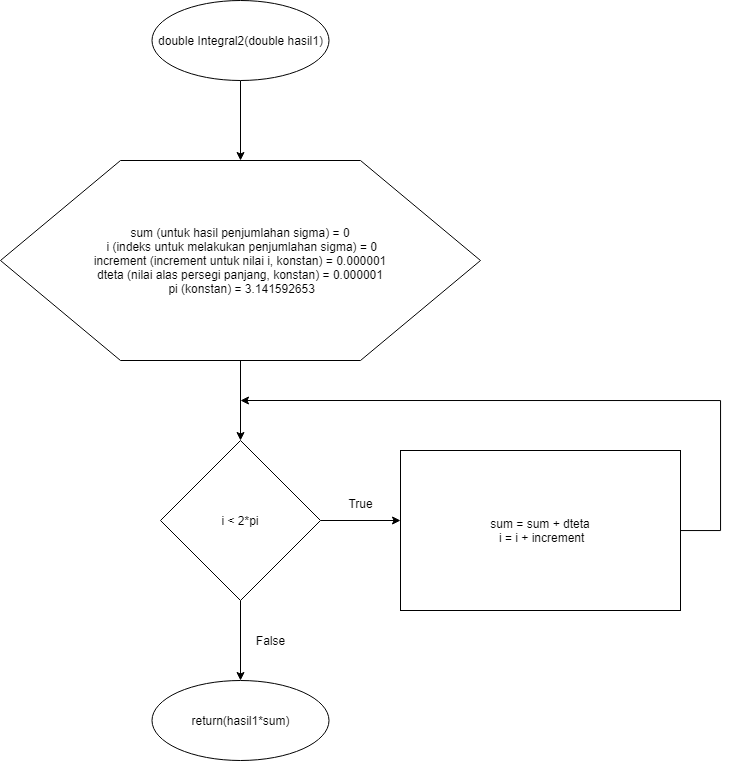 double Integral2(double hasil1)
sum (untuk hasil penjumlahan sigma) = 0
i (indeks untuk melakukan penjumlahan sigma) = 0
increment (increment untuk nilai i, konstan) = 0.000001
dteta (nilai alas persegi panjang, konstan) = 0.000001
pi (konstan) = 3.141592653
i < 2*pi
True
sum = sum + dteta
i = i + increment
False
return(hasil1*sum)